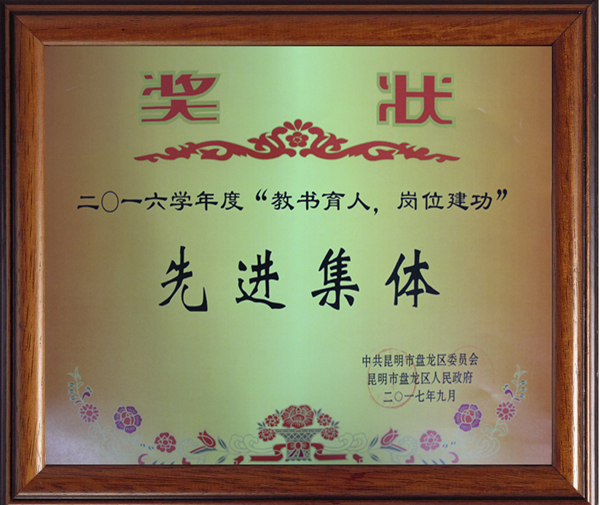 奖 状
二〇一六学年度“教书育人，岗位建功”
先进集体
中共昆明市盘龙区委员会
昆明市盘龙区人民政府
二〇一七年九月